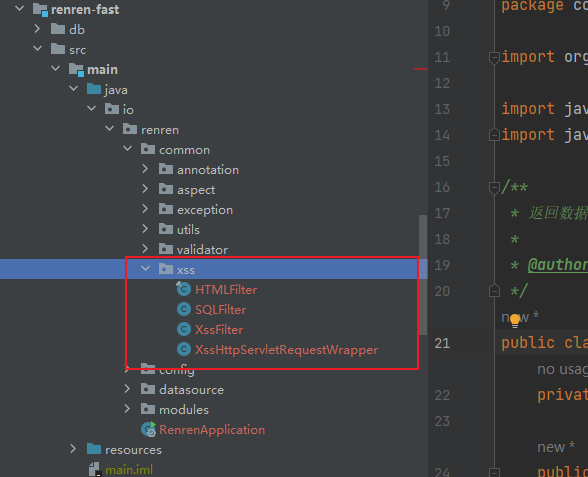 renren-fast
db
src
main
java
io
renren
common
annotation
aspect
exception
utils
validator
xss
HTMLFilter
SQLFilter
XssFilter
XssHttpServletRequestWrapper
config
datasource
modules
RenrenApplication
resources
main.iml
9 package co
10
11 import org
12
13 import jav
14 import jav
15
16 /**
17 * 返回数据
18 *
19 * @author
20 */
new *
21 public cla
no usag
22 privat
23
new *
24 public